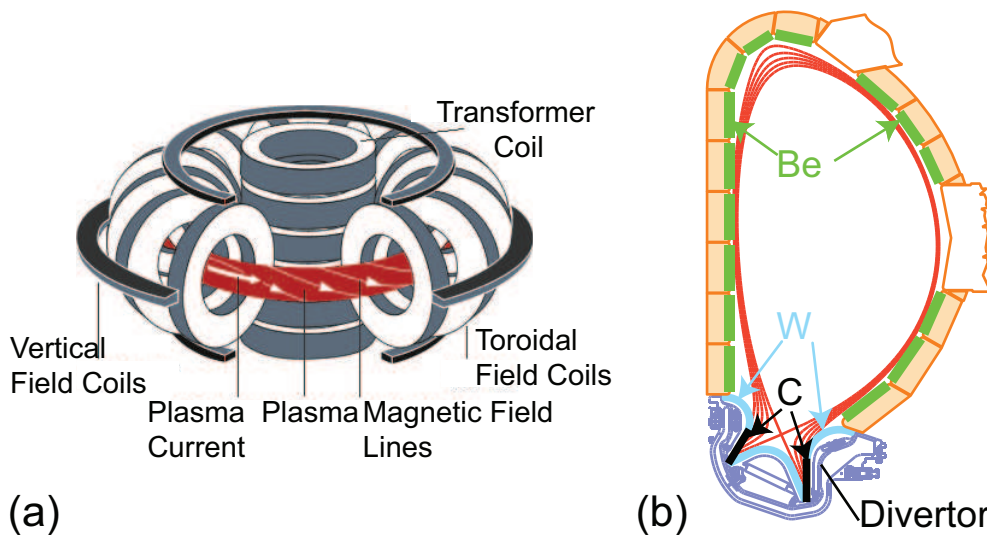 Transformer
Coil
Vertical
Field Coils
Plasma
Current
Plasma
Magnetic Field
Lines
Toroidal
Field Coils
(a)
Be
W
C
Divertor
(b)